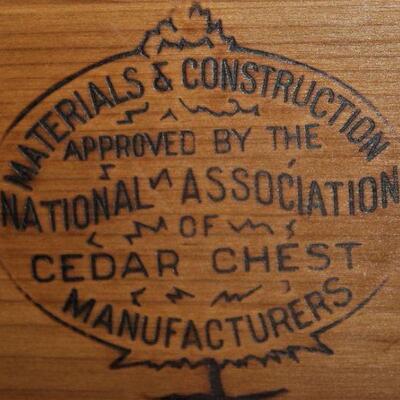 MATERIALS & CONSTRUCTION
APPROVED BY THE
NATIONAL ASSOCIATION
OF
CEDAR CHEST
MANUFACTURERS